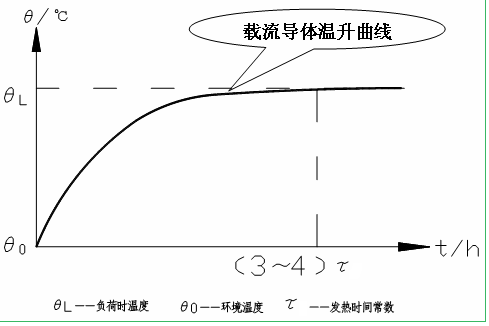 θ/℃
载流导体温升曲线
θL
θ0
t/h
(3~4)τ
θL——负荷时温度 θ0——环境温度 τ——发热时间常数